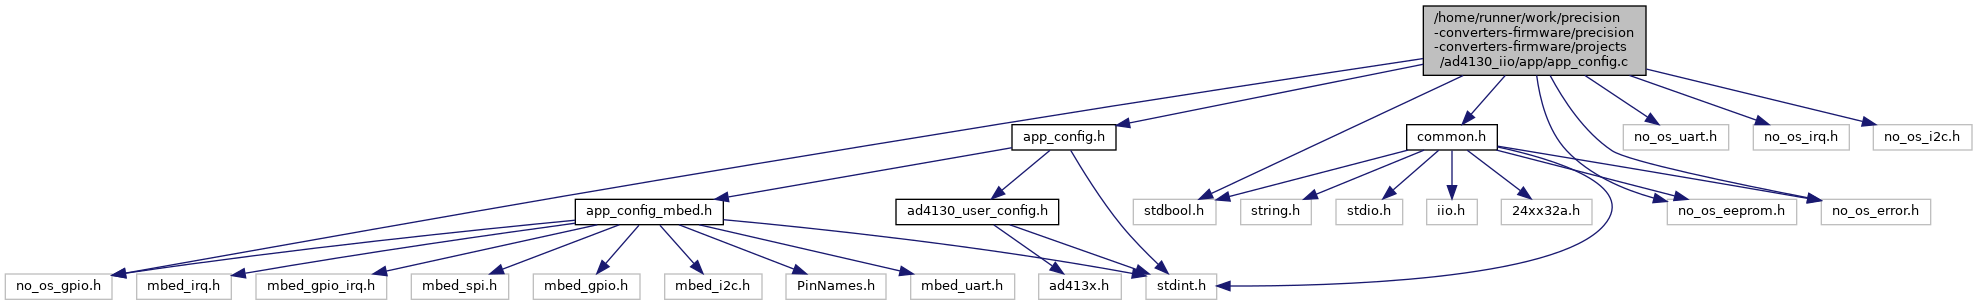 /home/runner/work/precision
-converters-firmware/precision
-converters-firmware/projects
/ad4130_iio/app/app_config.c
app_config.h
common.h
no_os_uart.h
no_os_irq.h
no_os_i2c.h
app_config_mbed.h
ad4130_user_config.h
stdbool.h
string.h
stdio.h
iio.h
24xx32a.h
no_os_eeprom.h
no_os_error.h
no_os_gpio.h
mbed_irq.h
mbed_gpio_irq.h
mbed_spi.h
mbed_gpio.h
mbed_i2c.h
PinNames.h
mbed_uart.h
ad413x.h
stdint.h